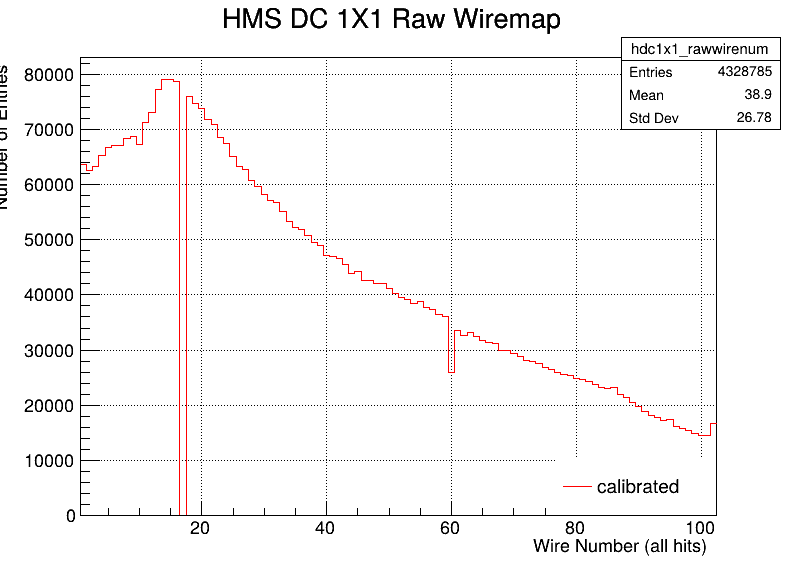 HMS DC 1X1 Raw Wiremap
hdc1x1_rawwirenum
Entries 4328785
Mean 38.9
Std Dev 26.78
Number of Entries
80000
70000
60000
50000
40000
30000
20000
10000
0
20 40 60 80 100
calibrated
Wire Number (all hits)